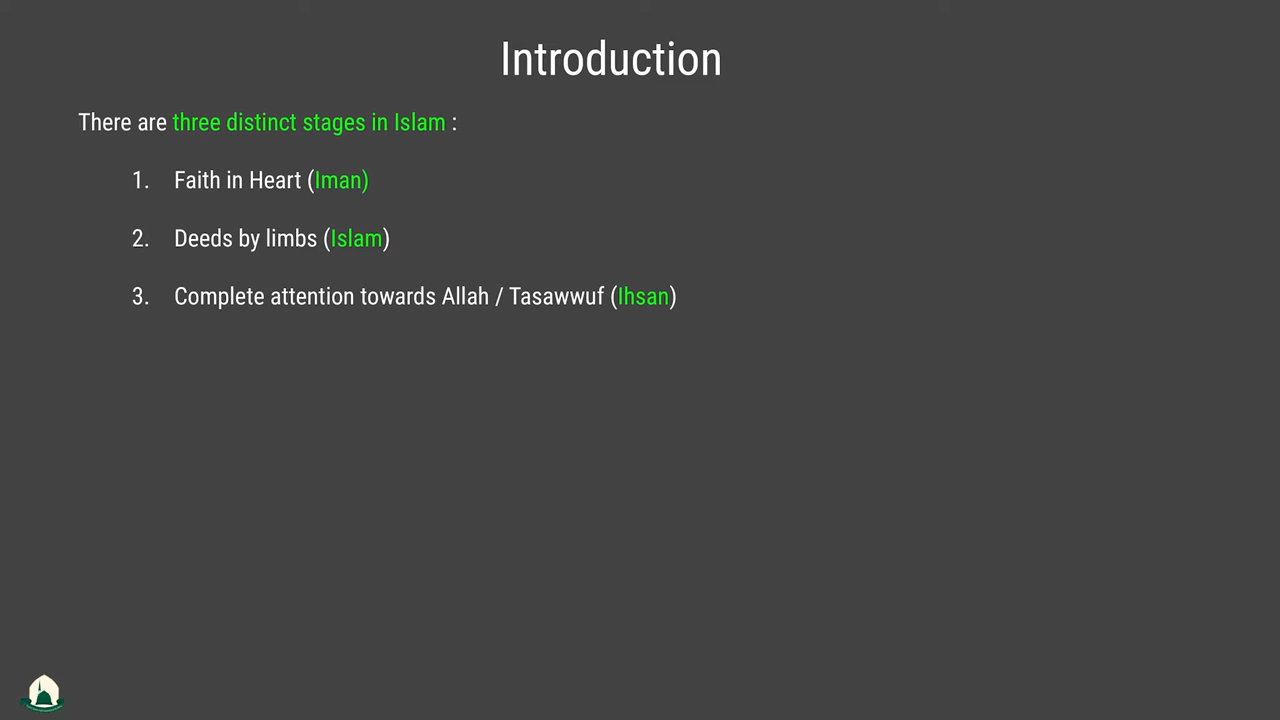 Introduction
There are three distinct stages in Islam :
1. Faith in Heart (Iman)
2. Deeds by limbs (Islam)
3. Complete attention towards Allah / Tasawwuf (Ihsan)